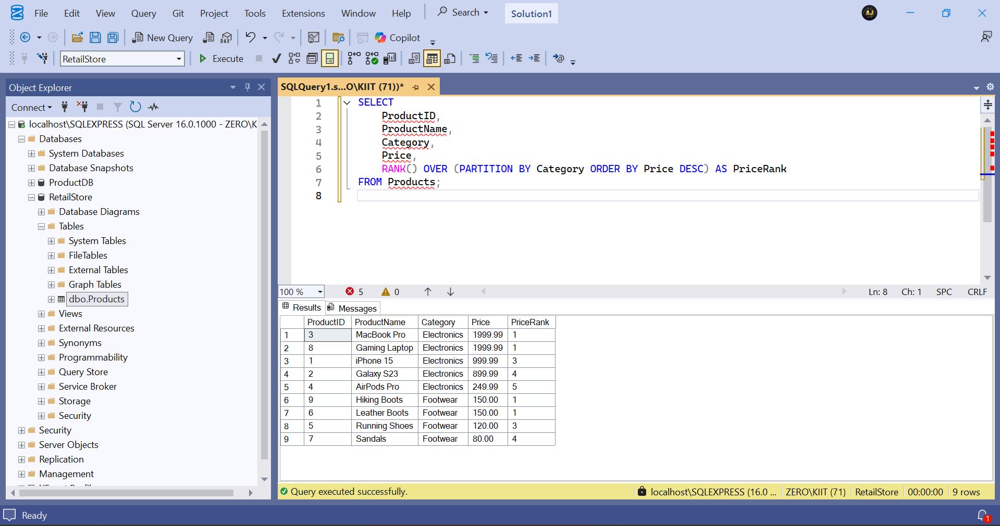 File Edit View Query Git Project Tools Extensions Window Help Search Solution1
New Query DAX Copilot
RetailStore Execute
Object Explorer
Connect
localhost\SQLEXPRESS (SQL Server 16.0.1000 - ZERO\K
Databases
System Databases
Database Snapshots
ProductDB
RetailStore
Database Diagrams
Tables
System Tables
FileTables
External Tables
Graph Tables
dbo.Products
Views
External Resources
Synonyms
Programmability
Query Store
Service Broker
Storage
Security
Security
Server Objects
Replication
Management
SQLQuery1.s...O\KIIT (71))*
1 SELECT
2 ProductID,
3 ProductName,
4 Category,
5 Price,
6 RANK() OVER (PARTITION BY Category ORDER BY Price DESC) AS PriceRank
7 FROM Products;
8
100 % 5 0 Ln: 8 Ch: 1 SPC CRLF
Results Messages
ProductID ProductName Category Price PriceRank
1 3 MacBook Pro Electronics 1999.99 1
2 8 Gaming Laptop Electronics 1999.99 1
3 1 iPhone 15 Electronics 999.99 3
4 2 Galaxy S23 Electronics 899.99 4
5 4 AirPods Pro Electronics 249.99 5
6 9 Hiking Boots Footwear 150.00 1
7 6 Leather Boots Footwear 150.00 1
8 5 Running Shoes Footwear 120.00 3
9 7 Sandals Footwear 80.00 4
Query executed successfully. localhost\SQLEXPRESS (16.0 ... ZERO\KIIT (71) RetailStore 00:00:00 9 rows
Ready 1